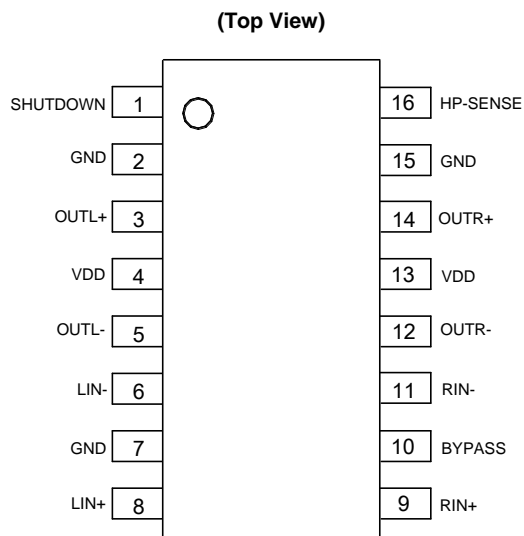 (Top View)
SHUTDOWN 1 16 HP-SENSE
GND 2 15 GND
OUTL+ 3 14 OUTR+
VDD 4 13 VDD
OUTL- 5 12 OUTR-
LIN- 6 11 RIN-
GND 7 10 BYPASS
LIN+ 8 9 RIN+